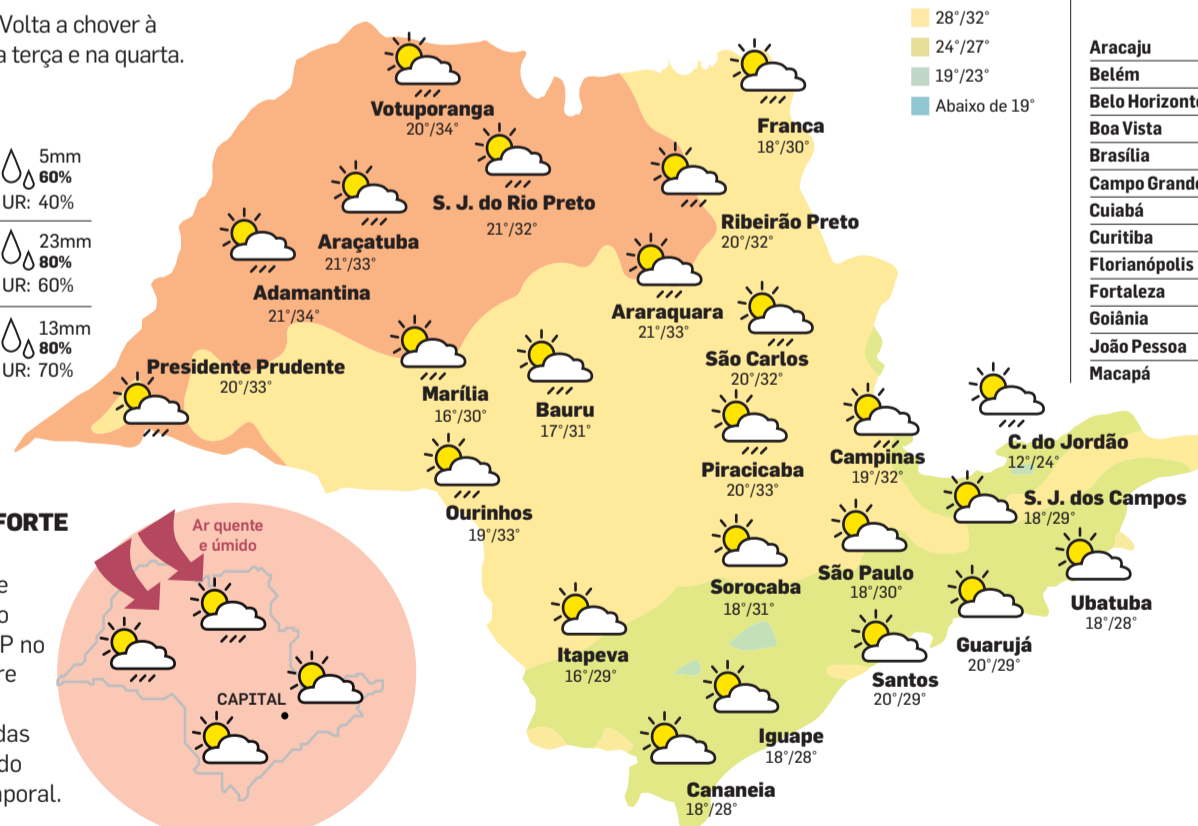 Volta a chover à
a terça e na quarta.
5mm
60%
UR: 40%
23mm
80%
UR: 60%
13mm
80%
UR: 70%
28°/32°
24°/27°
19°/23°
Abaixo de 19°
Votuporanga
20°/34°
Franca
18°/30°
S. J. do Rio Preto
21°/32°
Ribeirão Preto
20°/32°
Araçatuba
21°/33°
Adamantina
21°/34°
Araraquara
21°/33°
São Carlos
20°/32°
Presidente Prudente
20°/33°
Marília
16°/30°
Bauru
17°/31°
Piracicaba
20°/33°
Campinas
19°/32°
C. do Jordão
12°/24°
S. J. dos Campos
18°/29°
Ourinhos
19°/33°
Sorocaba
18°/31°
São Paulo
18°/30°
Ubatuba
18°/28°
Guarujá
20°/29°
Itapeva
16°/29°
Santos
20°/29°
Iguape
18°/28°
Cananeia
18°/28°
FORTE
e
o
P no
re
das
do
nporal.
Ar quente
e úmido
CAPITAL
Aracaju
Belém
Belo Horizonte
Boa Vista
Brasília
Campo Grande
Cuiabá
Curitiba
Florianópolis
Fortaleza
Goiânia
João Pessoa
Macapá